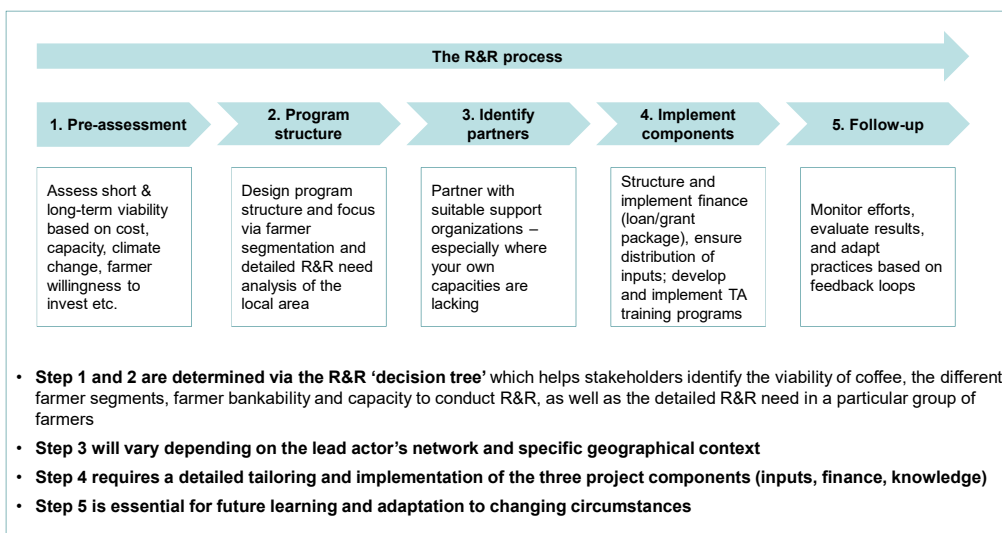 The R&R process
1. Pre-assessment
2. Program
structure
3. Identify
partners
4. Implement
components
5. Follow-up
Assess short &
long-term viability
based on cost,
capacity, climate
change, farmer
willingness to
invest etc.
Design program
structure and focus
via farmer
segmentation and
detailed R&R need
analysis of the
local area
Partner with
suitable support
organizations –
especially where
your own
capacities are
lacking
Structure and
implement finance
(loan/grant
package), ensure
distribution of
inputs; develop
and implement TA
training programs
Monitor efforts,
evaluate results,
and adapt
practices based on
feedback loops
• Step 1 and 2 are determined via the R&R ‘decision tree’ which helps stakeholders identify the viability of coffee, the different
farmer segments, farmer bankability and capacity to conduct R&R, as well as the detailed R&R need in a particular group of
farmers
• Step 3 will vary depending on the lead actor’s network and specific geographical context
• Step 4 requires a detailed tailoring and implementation of the three project components (inputs, finance, knowledge)
• Step 5 is essential for future learning and adaptation to changing circumstances